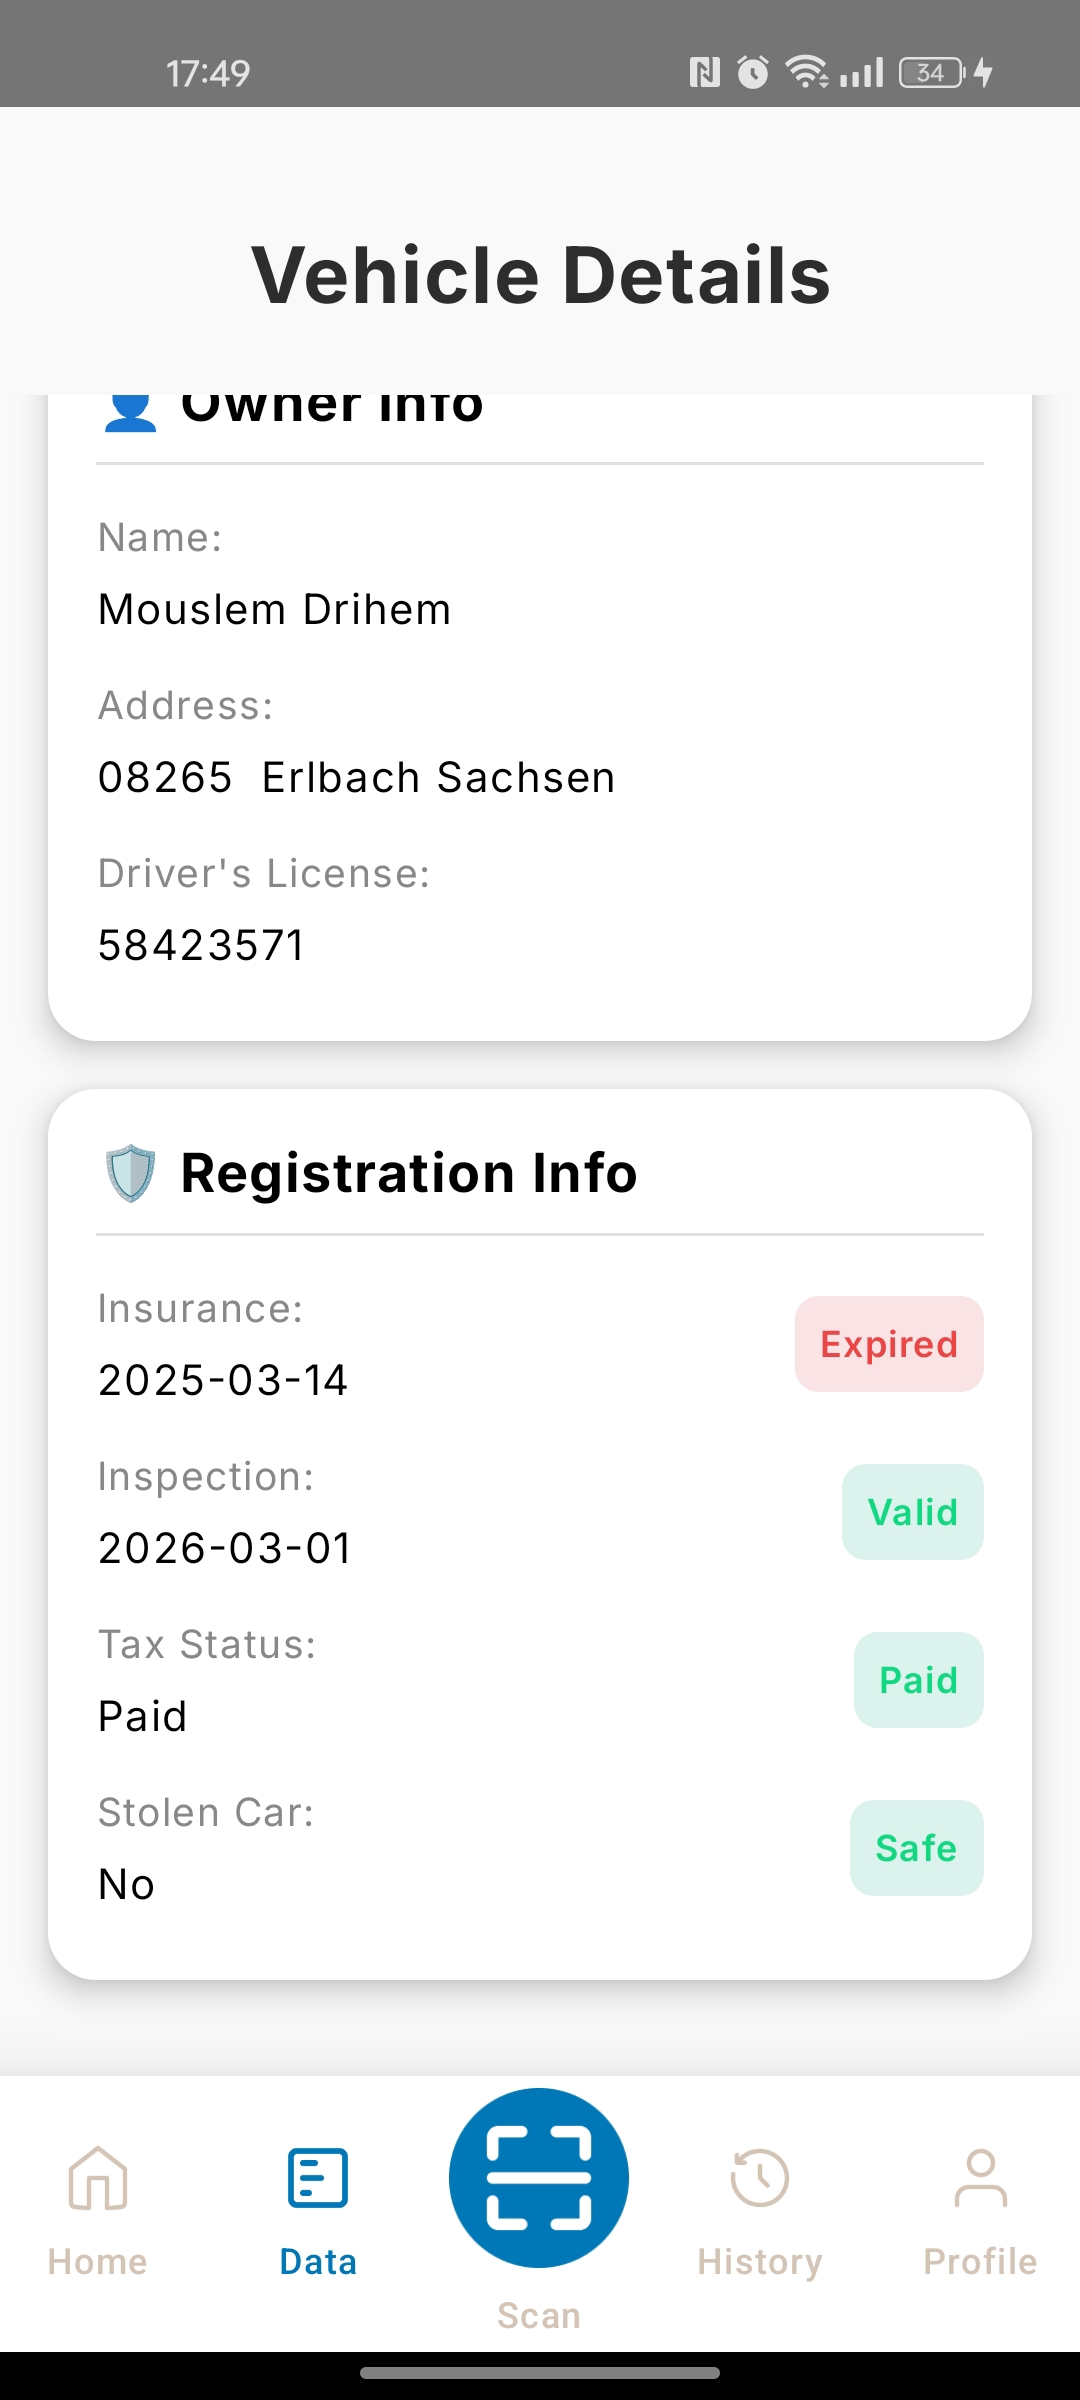 17:49
34
Vehicle Details
Owner Info
Name:
Mouslem Drihem
Address:
08265  Erlbach Sachsen
Driver's License:
58423571
Registration Info
Insurance:
2025-03-14
Expired
Inspection:
2026-03-01
Valid
Tax Status:
Paid
Paid
Stolen Car:
No
Safe
Home
Data
Scan
History
Profile